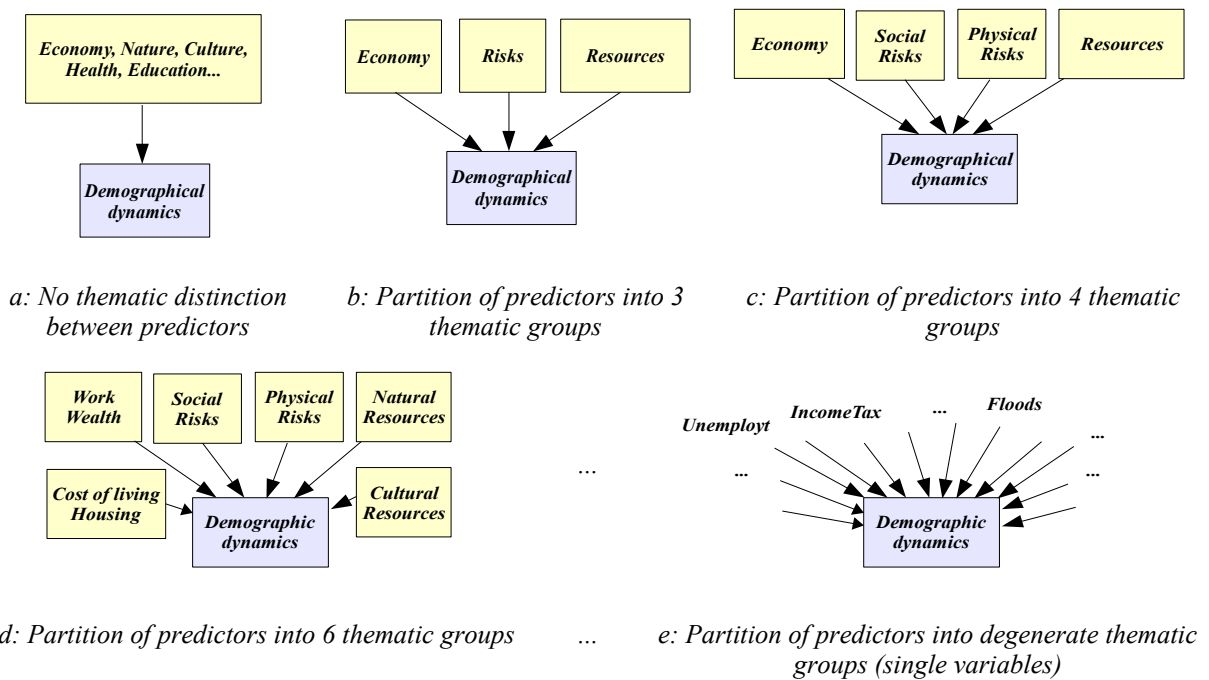 Economy, Nature, Culture,
Health, Education...
Demographical
dynamics
a: No thematic distinction
between predictors
Economy
Risks
Resources
Demographical
dynamics
b: Partition of predictors into 3
thematic groups
Economy
Social
Risks
Physical
Risks
Resources
Demographical
dynamics
c: Partition of predictors into 4 thematic
groups
Work
Wealth
Social
Risks
Physical
Risks
Natural
Resources
Cost of living
Housing
Demographic
dynamics
Cultural
Resources
d: Partition of predictors into 6 thematic groups
...
...
Unemployt
IncomeTax
...
Floods
...
...
...
Demographic
dynamics
e: Partition of predictors into degenerate thematic
groups (single variables)